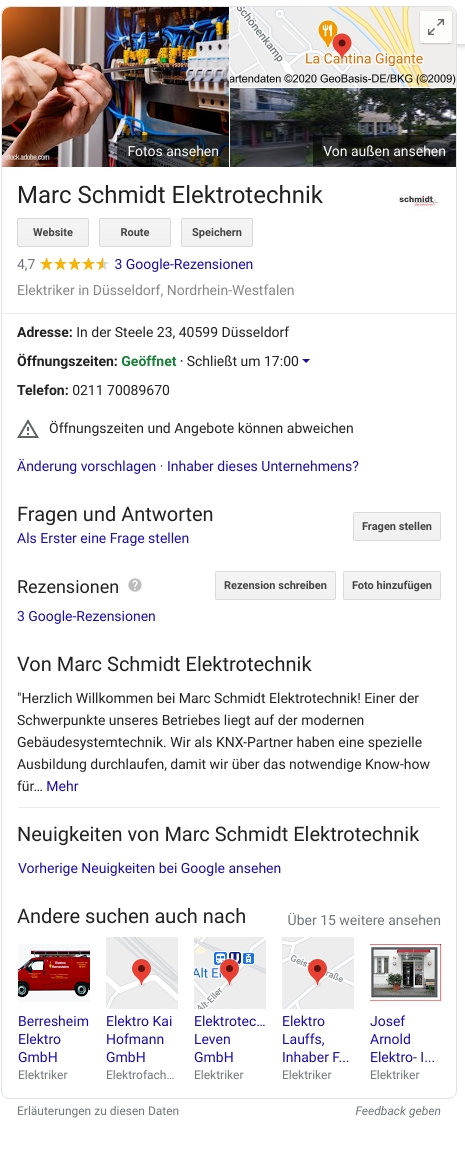 Schönenkamp
La Cantina Gigante
artendaten ©2020 GeoBasis-DE/BKG (©2009)
stock.adobe.com
Fotos ansehen
Von außen ansehen
Marc Schmidt Elektrotechnik
schmidt
Website
Route
Speichern
4,7 3 Google-Rezensionen
Elektriker in Düsseldorf, Nordrhein-Westfalen
Adresse: In der Steele 23, 40599 Düsseldorf
Öffnungszeiten: Geöffnet · Schließt um 17:00
Telefon: 0211 70089670
Öffnungszeiten und Angebote können abweichen
Änderung vorschlagen · Inhaber dieses Unternehmens?
Fragen und Antworten
Fragen stellen
Als Erster eine Frage stellen
Rezensionen ?
Rezension schreiben
Foto hinzufügen
3 Google-Rezensionen
Von Marc Schmidt Elektrotechnik
"Herzlich Willkommen bei Marc Schmidt Elektrotechnik! Einer der
Schwerpunkte unseres Betriebes liegt auf der modernen
Gebäudesystemtechnik. Wir als KNX-Partner haben eine spezielle
Ausbildung durchlaufen, damit wir über das notwendige Know-how
für... Mehr
Neuigkeiten von Marc Schmidt Elektrotechnik
Vorherige Neuigkeiten bei Google ansehen
Andere suchen auch nach
Über 15 weitere ansehen
Alt El
Alt-Eller
Geis
raße
Berresheim
Elektro
GmbH
Elektriker
Elektro Kai
Hofmann
GmbH
Elektrofach...
Elektrotec...
Leven
GmbH
Elektriker
Elektro
Lauffs,
Inhaber F...
Elektriker
Josef
Arnold
Elektro- I...
Elektriker
Erläuterungen zu diesen Daten
Feedback geben